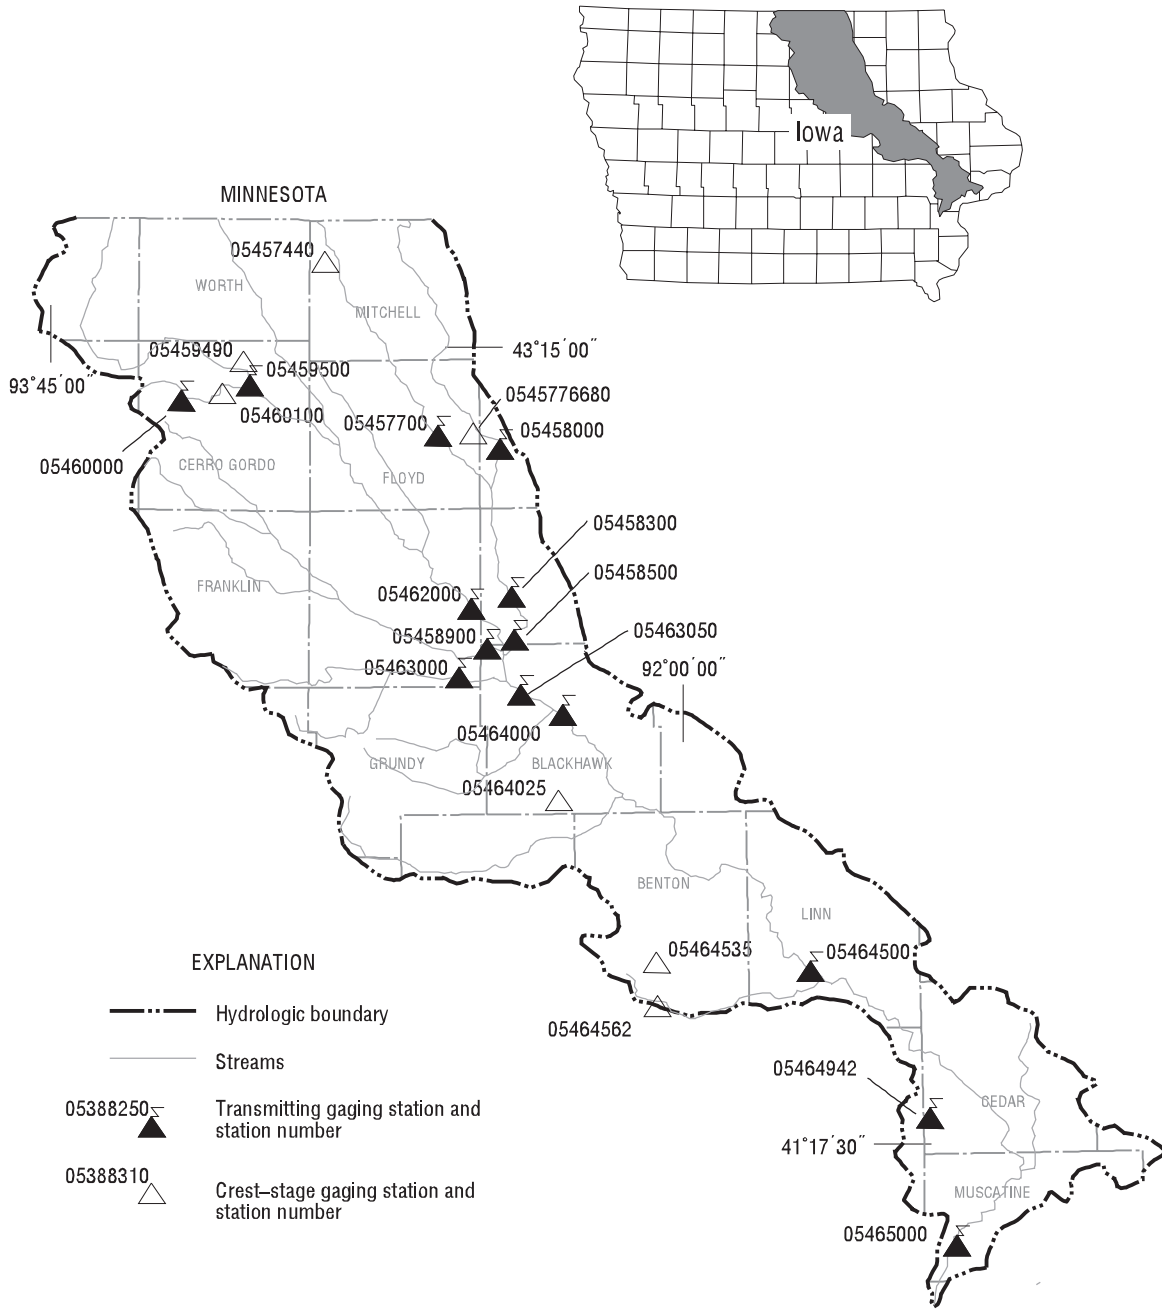 Iowa
MINNESOTA
05457440
WORTH
MITCHELL
05459490
43°15′00″
05459500
93°45′00″
0545776680
05460100
05457700
05458000
05460000
CERRO GORDO
FLOYD
05458300
05458500
FRANKLIN
05462000
05458900
05463050
05463000
92°00′00″
05464000
GRUNDY
BLACKHAWK
05464025
BENTON
LINN
05464535
05464500
EXPLANATION
Hydrologic boundary
05464562
Streams
05464942
CEDAR
05388250
Transmitting gaging station and
station number
41°17′30″
05388310
Crest–stage gaging station and
station number
MUSCATINE
05465000